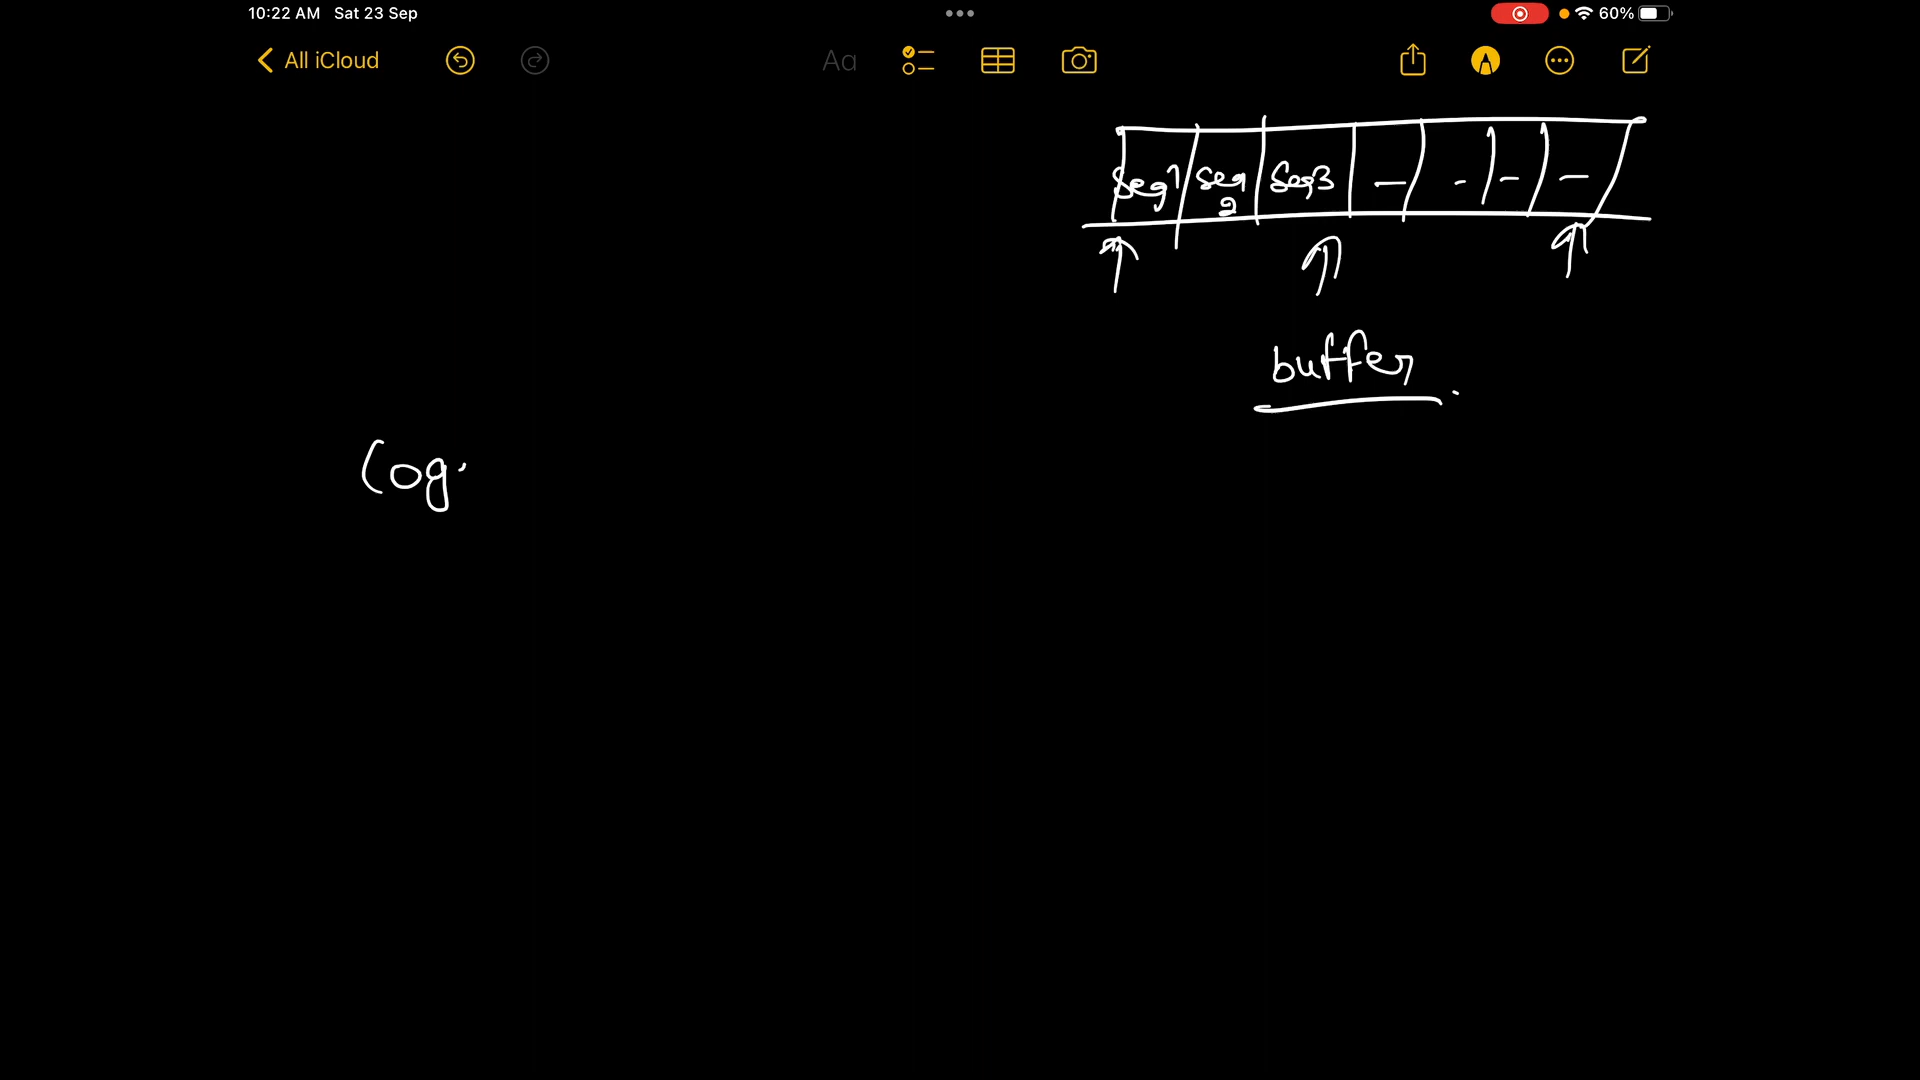 10:22 AM Sat 23 Sep
60%
All iCloud
Aa
Seg1 Seg2 Seg3 - - - -
buffer
Log.